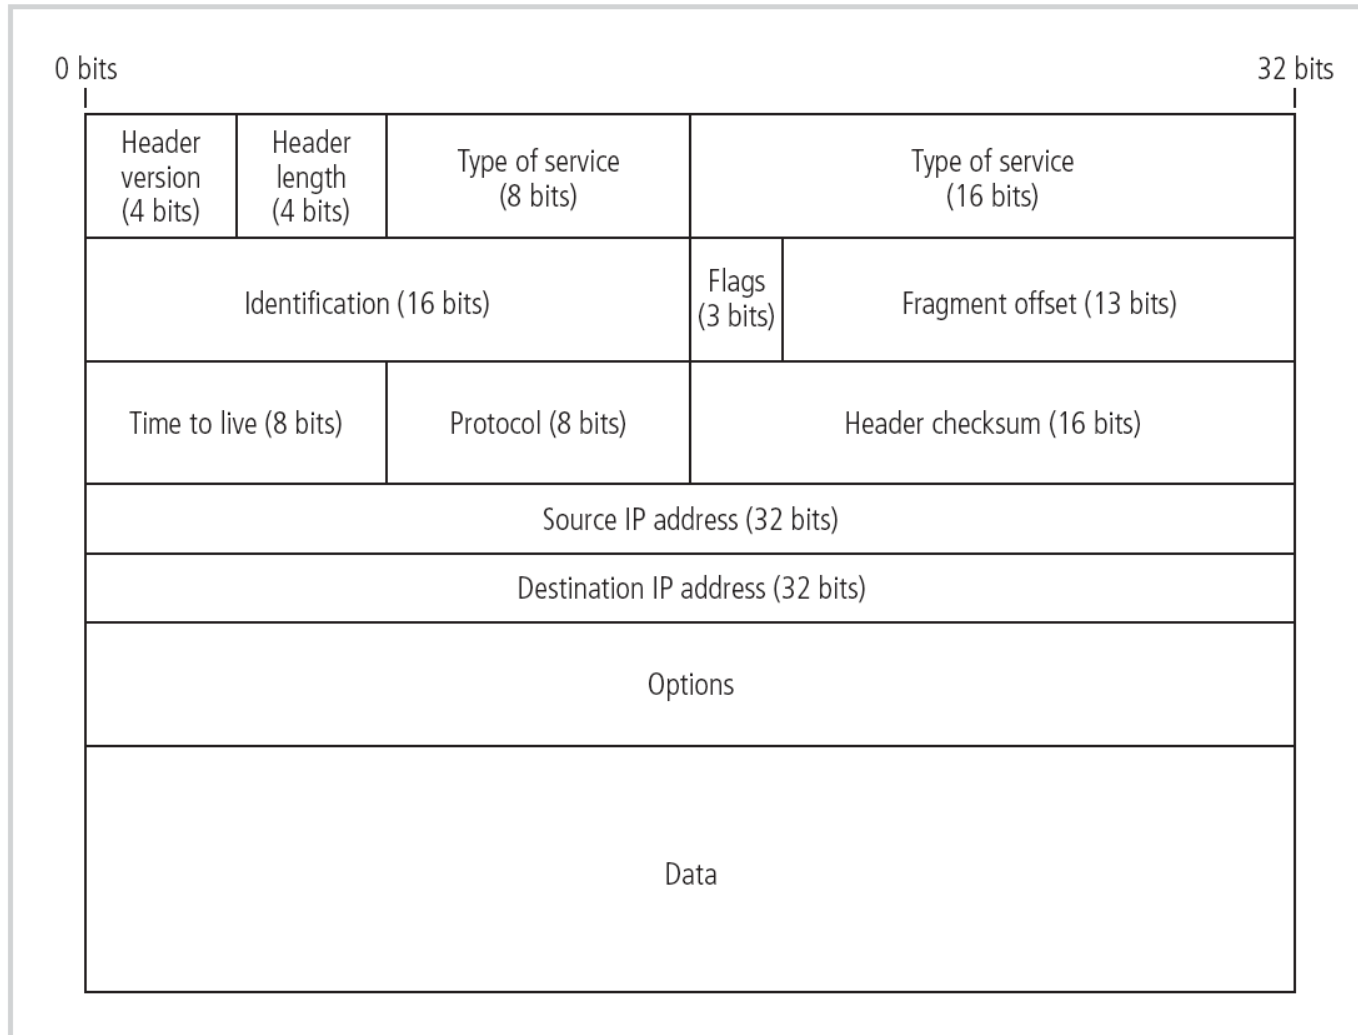 0 bits
32 bits
Header
version
(4 bits)
Header
length
(4 bits)
Type of service
(8 bits)
Type of service
(16 bits)
Identification (16 bits)
Flags
(3 bits)
Fragment offset (13 bits)
Time to live (8 bits)
Protocol (8 bits)
Header checksum (16 bits)
Source IP address (32 bits)
Destination IP address (32 bits)
Options
Data